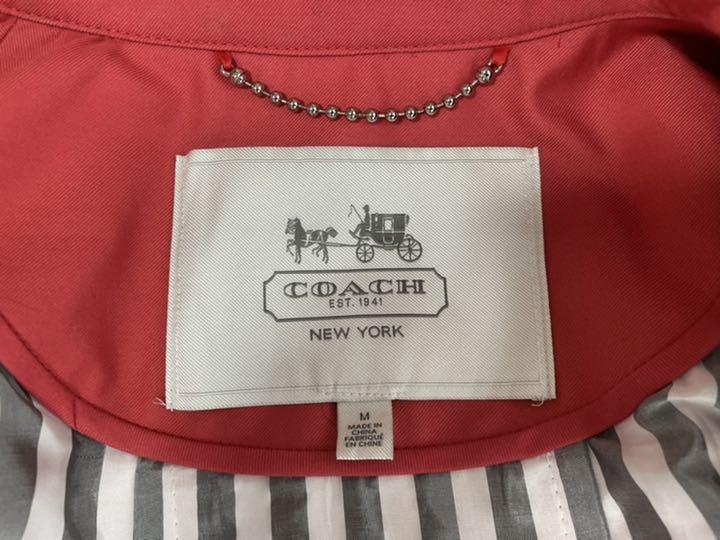 COACH
EST. 1941
NEW YORK
M
MADE IN
CHINA
FABRIQUÉ
EN CHINE